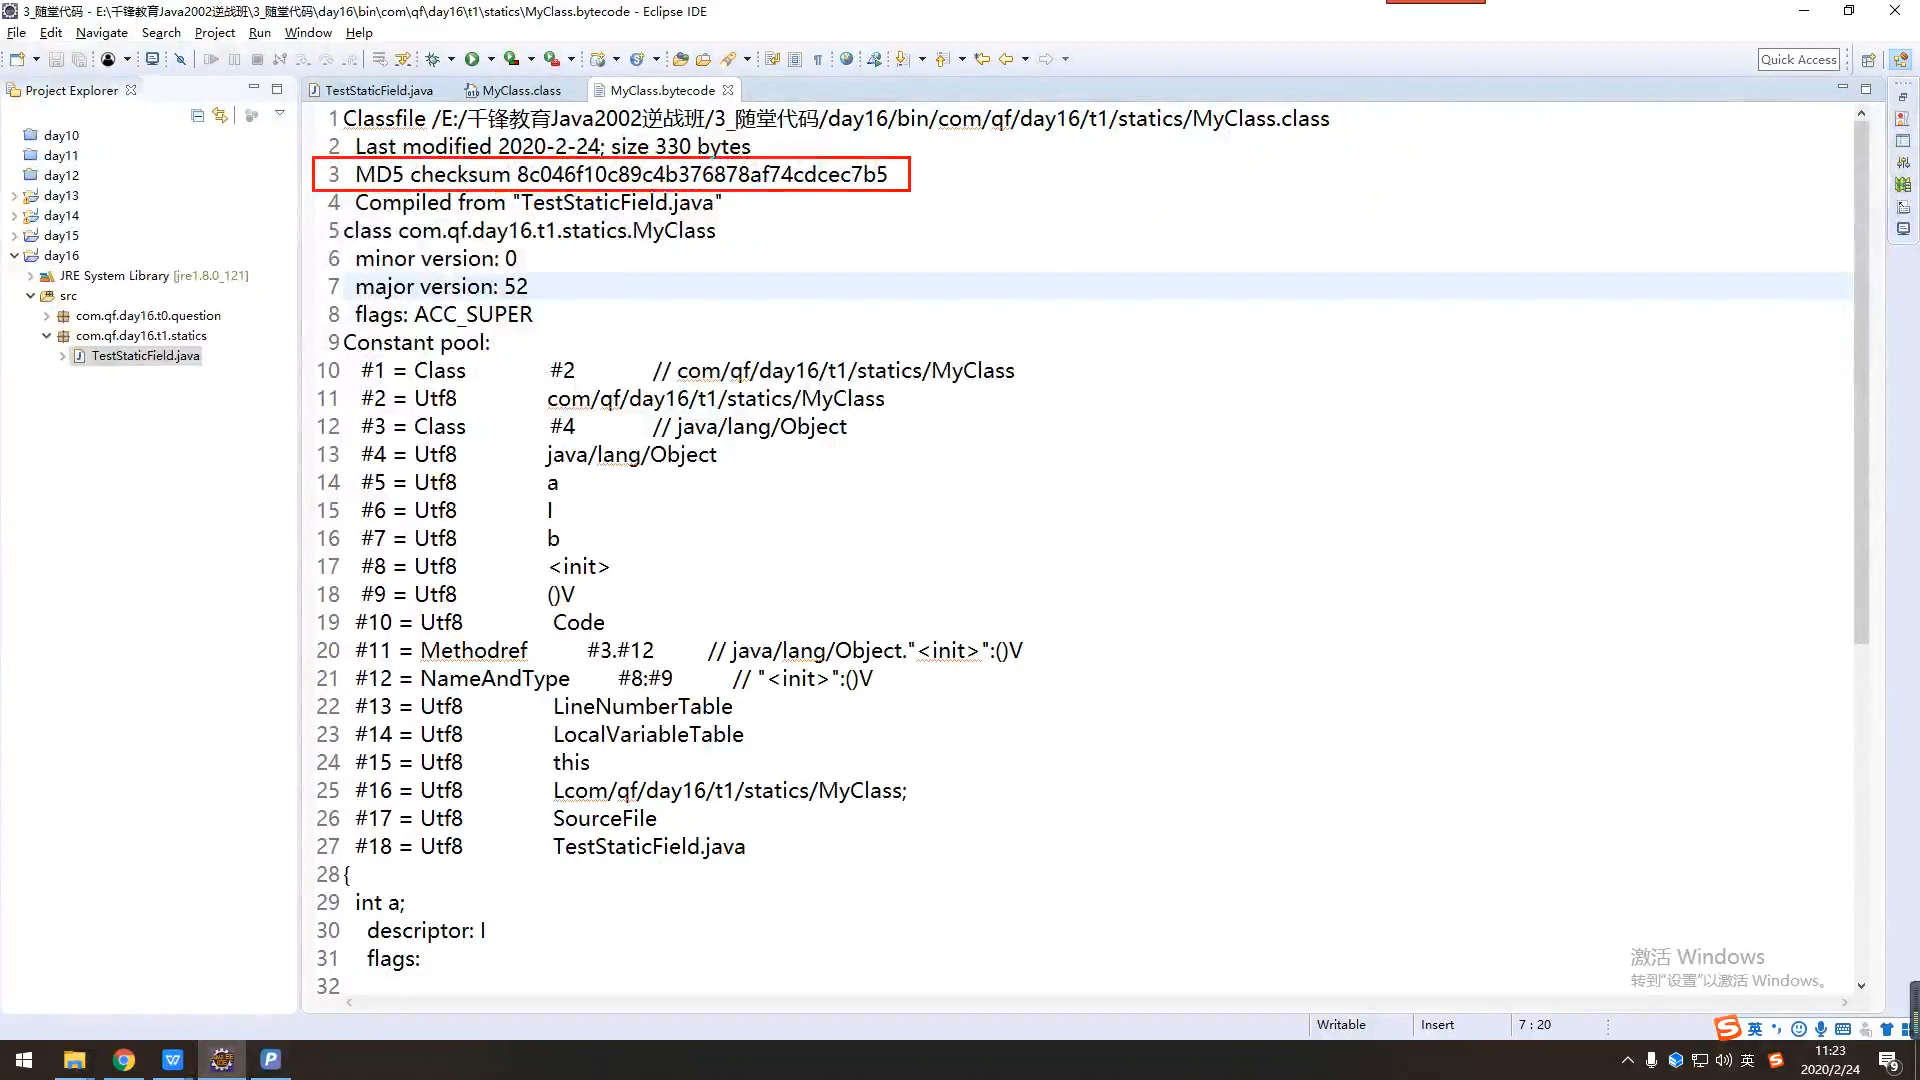 3_随堂代码 - E:\千锋教育Java2002逆战班\3_随堂代码\day16\bin\com\qf\day16\t1\statics\MyClass.bytecode - Eclipse IDE
File Edit Navigate Search Project Run Window Help
Quick Access
Project Explorer
TestStaticField.java MyClass.class MyClass.bytecode
day10
day11
day12
day13
day14
day15
day16
JRE System Library [jre1.8.0_121]
src
com.qf.day16.t0.question
com.qf.day16.t1.statics
TestStaticField.java
1 Classfile /E:/千锋教育Java2002逆战班/3_随堂代码/day16/bin/com/qf/day16/t1/statics/MyClass.class
2 Last modified 2020-2-24; size 330 bytes
3 MD5 checksum 8c046f10c89c4b376878af74cdcec7b5
4 Compiled from "TestStaticField.java"
5 class com.qf.day16.t1.statics.MyClass
6 minor version: 0
7 major version: 52
8 flags: ACC_SUPER
9 Constant pool:
10 #1 = Class #2 // com/qf/day16/t1/statics/MyClass
11 #2 = Utf8 com/qf/day16/t1/statics/MyClass
12 #3 = Class #4 // java/lang/Object
13 #4 = Utf8 java/lang/Object
14 #5 = Utf8 a
15 #6 = Utf8 I
16 #7 = Utf8 b
17 #8 = Utf8 <init>
18 #9 = Utf8 ()V
19 #10 = Utf8 Code
20 #11 = Methodref #3.#12 // java/lang/Object."<init>":()V
21 #12 = NameAndType #8:#9 // "<init>":()V
22 #13 = Utf8 LineNumberTable
23 #14 = Utf8 LocalVariableTable
24 #15 = Utf8 this
25 #16 = Utf8 Lcom/qf/day16/t1/statics/MyClass;
26 #17 = Utf8 SourceFile
27 #18 = Utf8 TestStaticField.java
28 {
29 int a;
30 descriptor: I
31 flags:
32
激活 Windows
转到"设置"以激活 Windows。
Writable Insert 7 : 20
英
英
11:23
2020/2/24
9